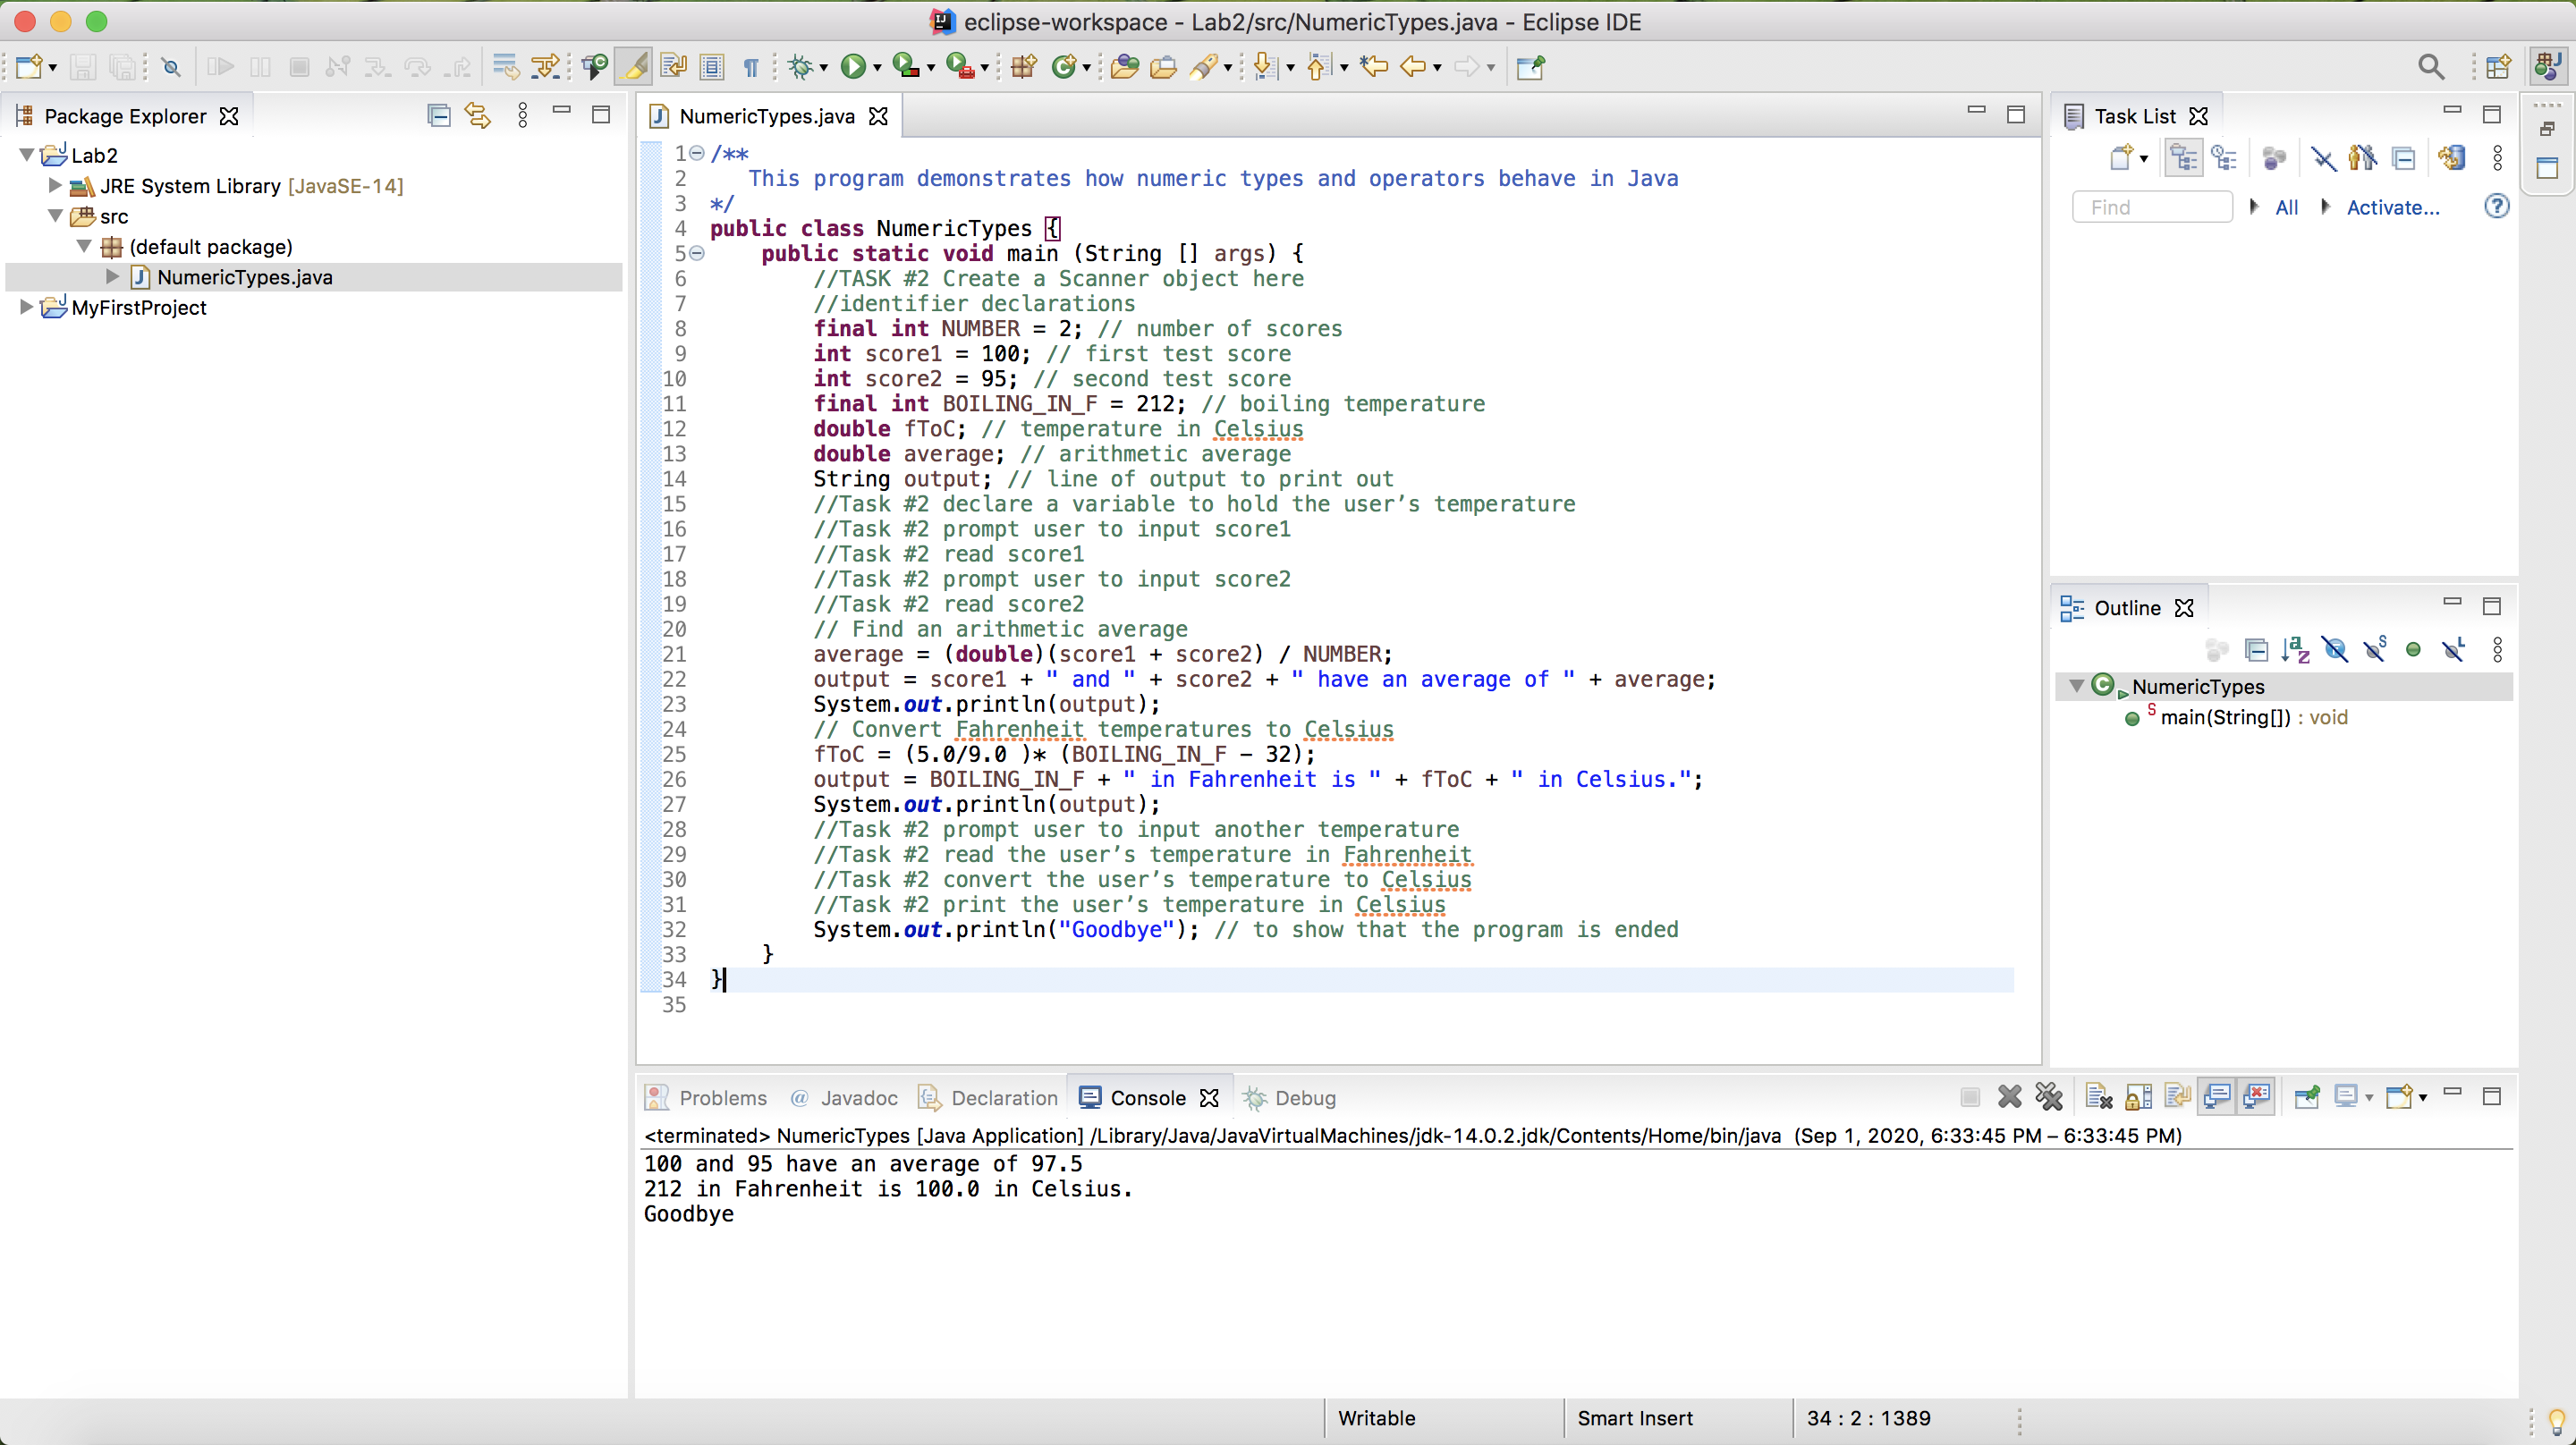 eclipse-workspace - Lab2/src/NumericTypes.java - Eclipse IDE
Package Explorer
Lab2
JRE System Library [JavaSE-14]
src
(default package)
NumericTypes.java
MyFirstProject
NumericTypes.java
1 /**
2 This program demonstrates how numeric types and operators behave in Java
3 */
4 public class NumericTypes {
5 public static void main (String [] args) {
6 //TASK #2 Create a Scanner object here
7 //identifier declarations
8 final int NUMBER = 2; // number of scores
9 int score1 = 100; // first test score
10 int score2 = 95; // second test score
11 final int BOILING_IN_F = 212; // boiling temperature
12 double fToC; // temperature in Celsius
13 double average; // arithmetic average
14 String output; // line of output to print out
15 //Task #2 declare a variable to hold the user’s temperature
16 //Task #2 prompt user to input score1
17 //Task #2 read score1
18 //Task #2 prompt user to input score2
19 //Task #2 read score2
20 // Find an arithmetic average
21 average = (double)(score1 + score2) / NUMBER;
22 output = score1 + " and " + score2 + " have an average of " + average;
23 System.out.println(output);
24 // Convert Fahrenheit temperatures to Celsius
25 fToC = (5.0/9.0 )* (BOILING_IN_F - 32);
26 output = BOILING_IN_F + " in Fahrenheit is " + fToC + " in Celsius.";
27 System.out.println(output);
28 //Task #2 prompt user to input another temperature
29 //Task #2 read the user’s temperature in Fahrenheit
30 //Task #2 convert the user’s temperature to Celsius
31 //Task #2 print the user’s temperature in Celsius
32 System.out.println("Goodbye"); // to show that the program is ended
33 }
34 }
35
Task List
Find All Activate...
Outline
NumericTypes
main(String[]) : void
Problems @ Javadoc Declaration Console Debug
<terminated> NumericTypes [Java Application] /Library/Java/JavaVirtualMachines/jdk-14.0.2.jdk/Contents/Home/bin/java (Sep 1, 2020, 6:33:45 PM – 6:33:45 PM)
100 and 95 have an average of 97.5
212 in Fahrenheit is 100.0 in Celsius.
Goodbye
Writable Smart Insert 34 : 2 : 1389